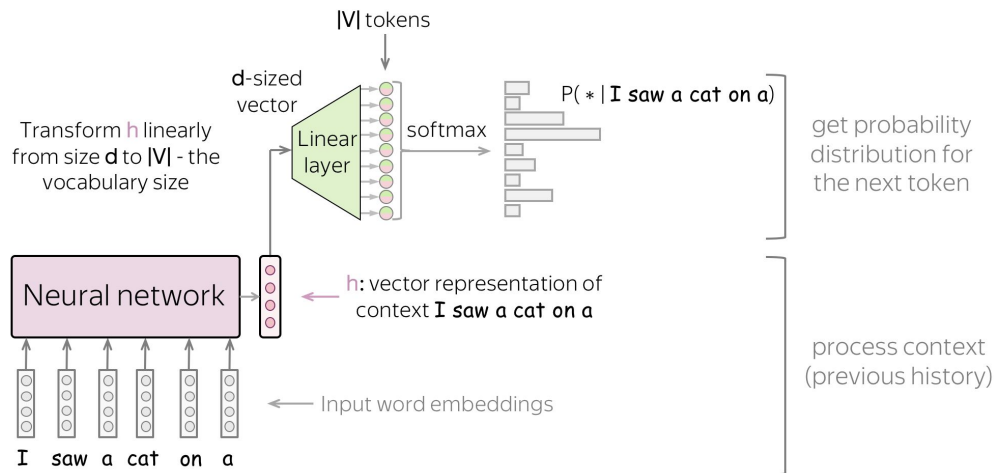 |V| tokens
d-sized
vector
Transform h linearly
from size d to |V| - the
vocabulary size
Linear
layer
softmax
P( * | I saw a cat on a)
get probability
distribution for
the next token
Neural network
h: vector representation of
context I saw a cat on a
process context
(previous history)
Input word embeddings
I saw a cat on a